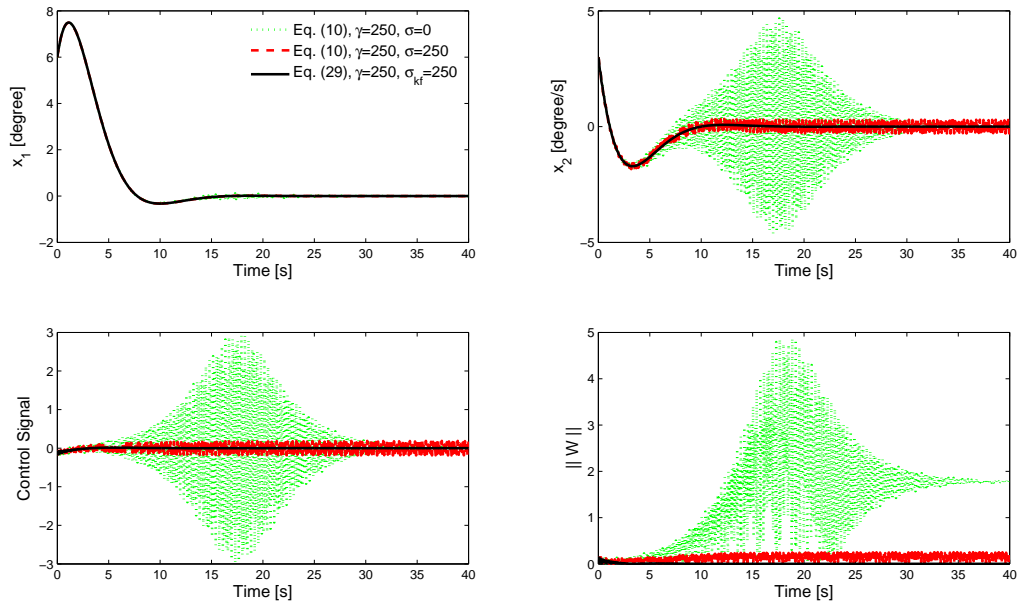 8
6
4
2
0
−2
x1 [degree]
Eq. (10), γ=250, σ=0
Eq. (10), γ=250, σ=250
Eq. (29), γ=250, σkf=250
0 5 10 15 20 25 30 35 40
Time [s]
5
0
−5
x2 [degree/s]
0 5 10 15 20 25 30 35 40
Time [s]
3
2
1
0
−1
−2
−3
Control Signal
0 5 10 15 20 25 30 35 40
Time [s]
5
4
3
2
1
0
|| W ||
0 5 10 15 20 25 30 35 40
Time [s]